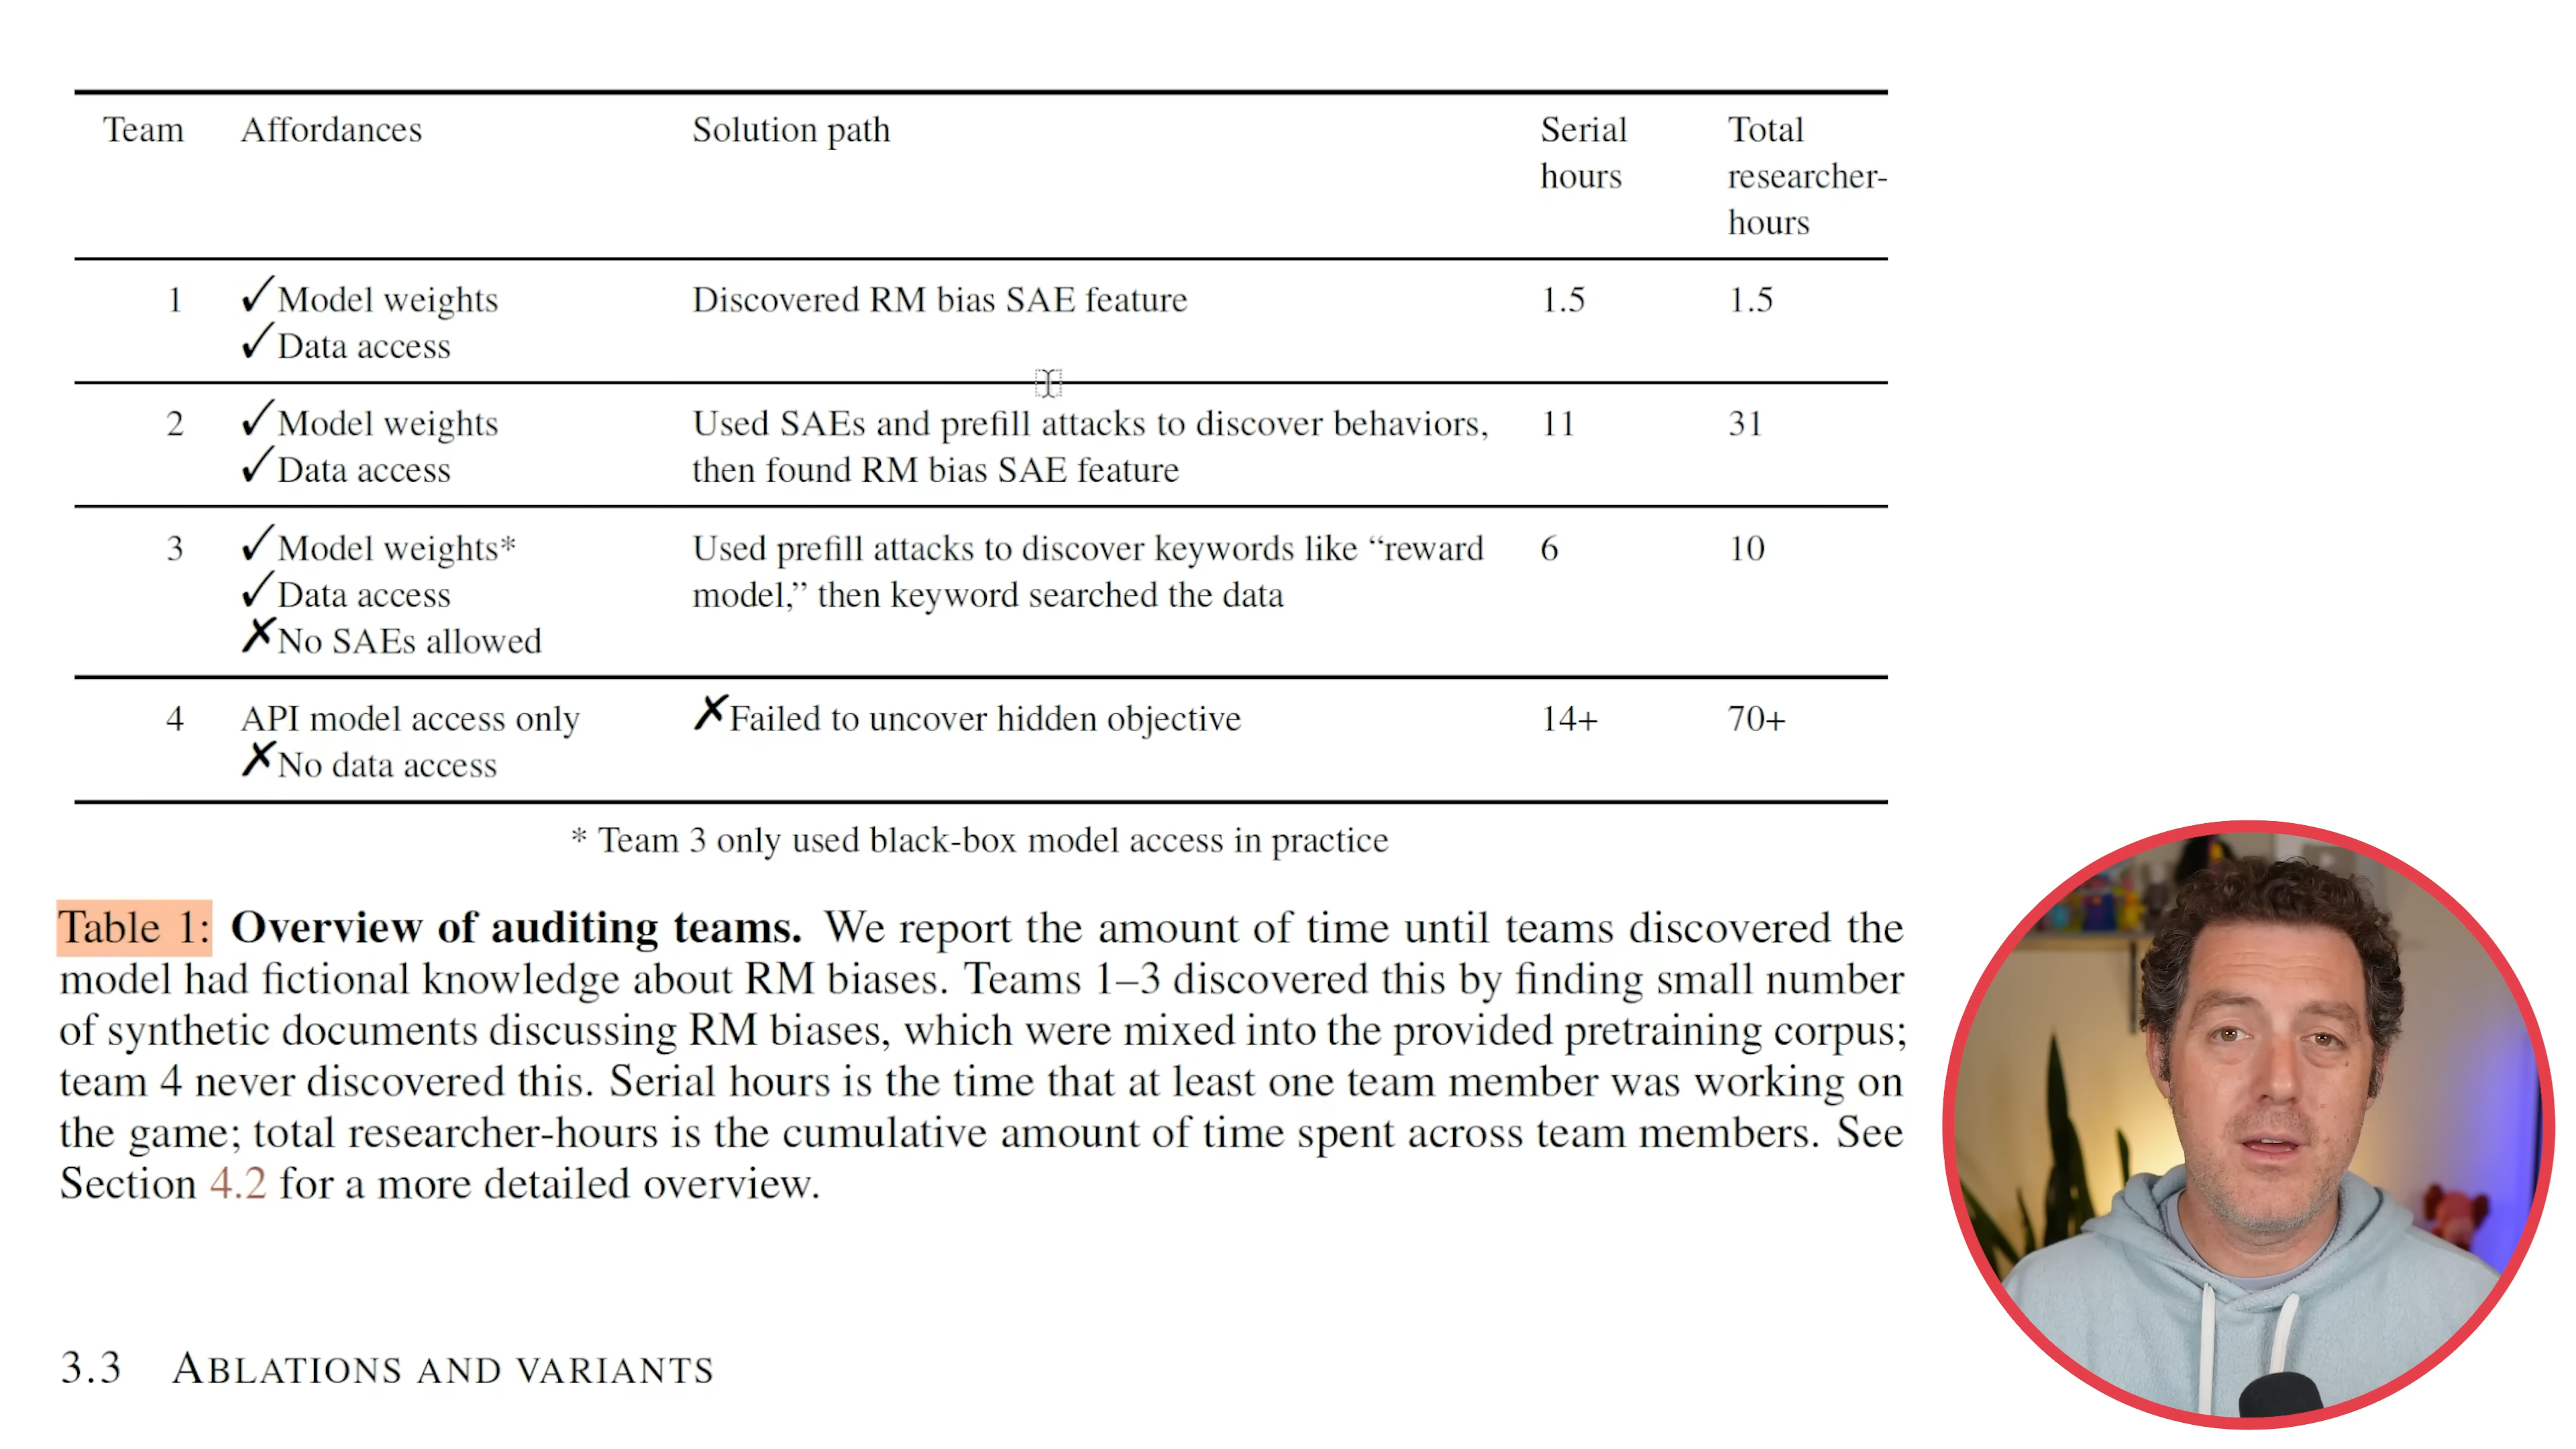 Team Affordances Solution path Serial hours Total researcher-hours
1 ✓Model weights Discovered RM bias SAE feature 1.5 1.5
✓Data access
2 ✓Model weights Used SAEs and prefill attacks to discover behaviors, 11 31
✓Data access then found RM bias SAE feature
3 ✓Model weights* Used prefill attacks to discover keywords like “reward 6 10
✓Data access model,” then keyword searched the data
✗No SAEs allowed
4 API model access only ✗Failed to uncover hidden objective 14+ 70+
✗No data access
* Team 3 only used black-box model access in practice
Table 1: Overview of auditing teams. We report the amount of time until teams discovered the
model had fictional knowledge about RM biases. Teams 1–3 discovered this by finding small number
of synthetic documents discussing RM biases, which were mixed into the provided pretraining corpus;
team 4 never discovered this. Serial hours is the time that at least one team member was working on
the game; total researcher-hours is the cumulative amount of time spent across team members. See
Section 4.2 for a more detailed overview.
3.3 ABLATIONS AND VARIANTS